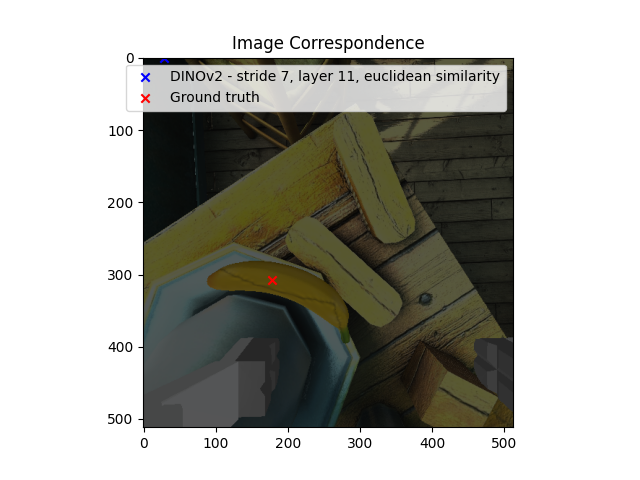 Image Correspondence
DINOv2 - stride 7, layer 11, euclidean similarity
Ground truth
0
100
200
300
400
500
0 100 200 300 400 500